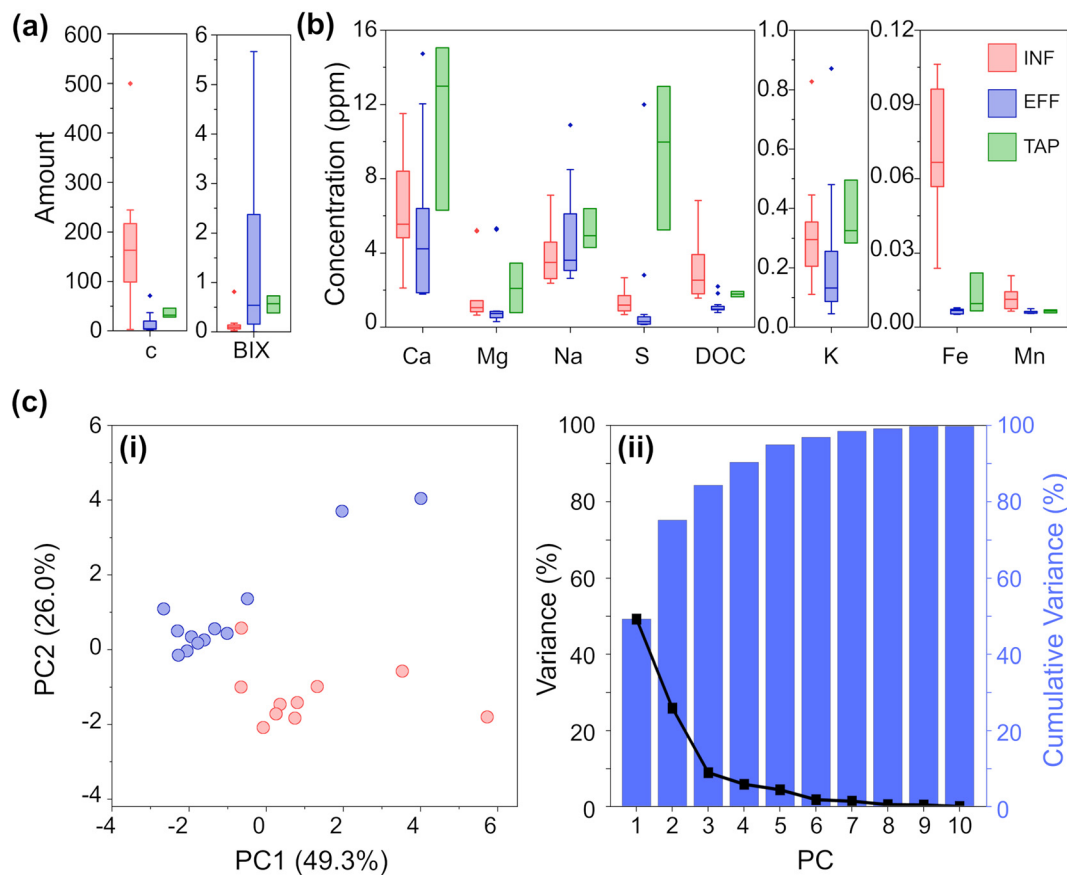 (a)
Amount
600
500
400
300
200
100
0
c
6
5
4
3
2
1
0
BIX
(b)
Concentration (ppm)
16
12
8
4
0
Ca Mg Na S DOC
1.0
0.8
0.6
0.4
0.2
0.0
K
0.12
0.09
0.06
0.03
0.00
Fe Mn
INF
EFF
TAP
(c)
(i)
PC2 (26.0%)
6
4
2
0
-2
-4
-4 -2 0 2 4 6
PC1 (49.3%)
(ii)
Variance (%)
100
80
60
40
20
0
1 2 3 4 5 6 7 8 9 10
PC
100
80
60
40
20
0
Cumulative Variance (%)